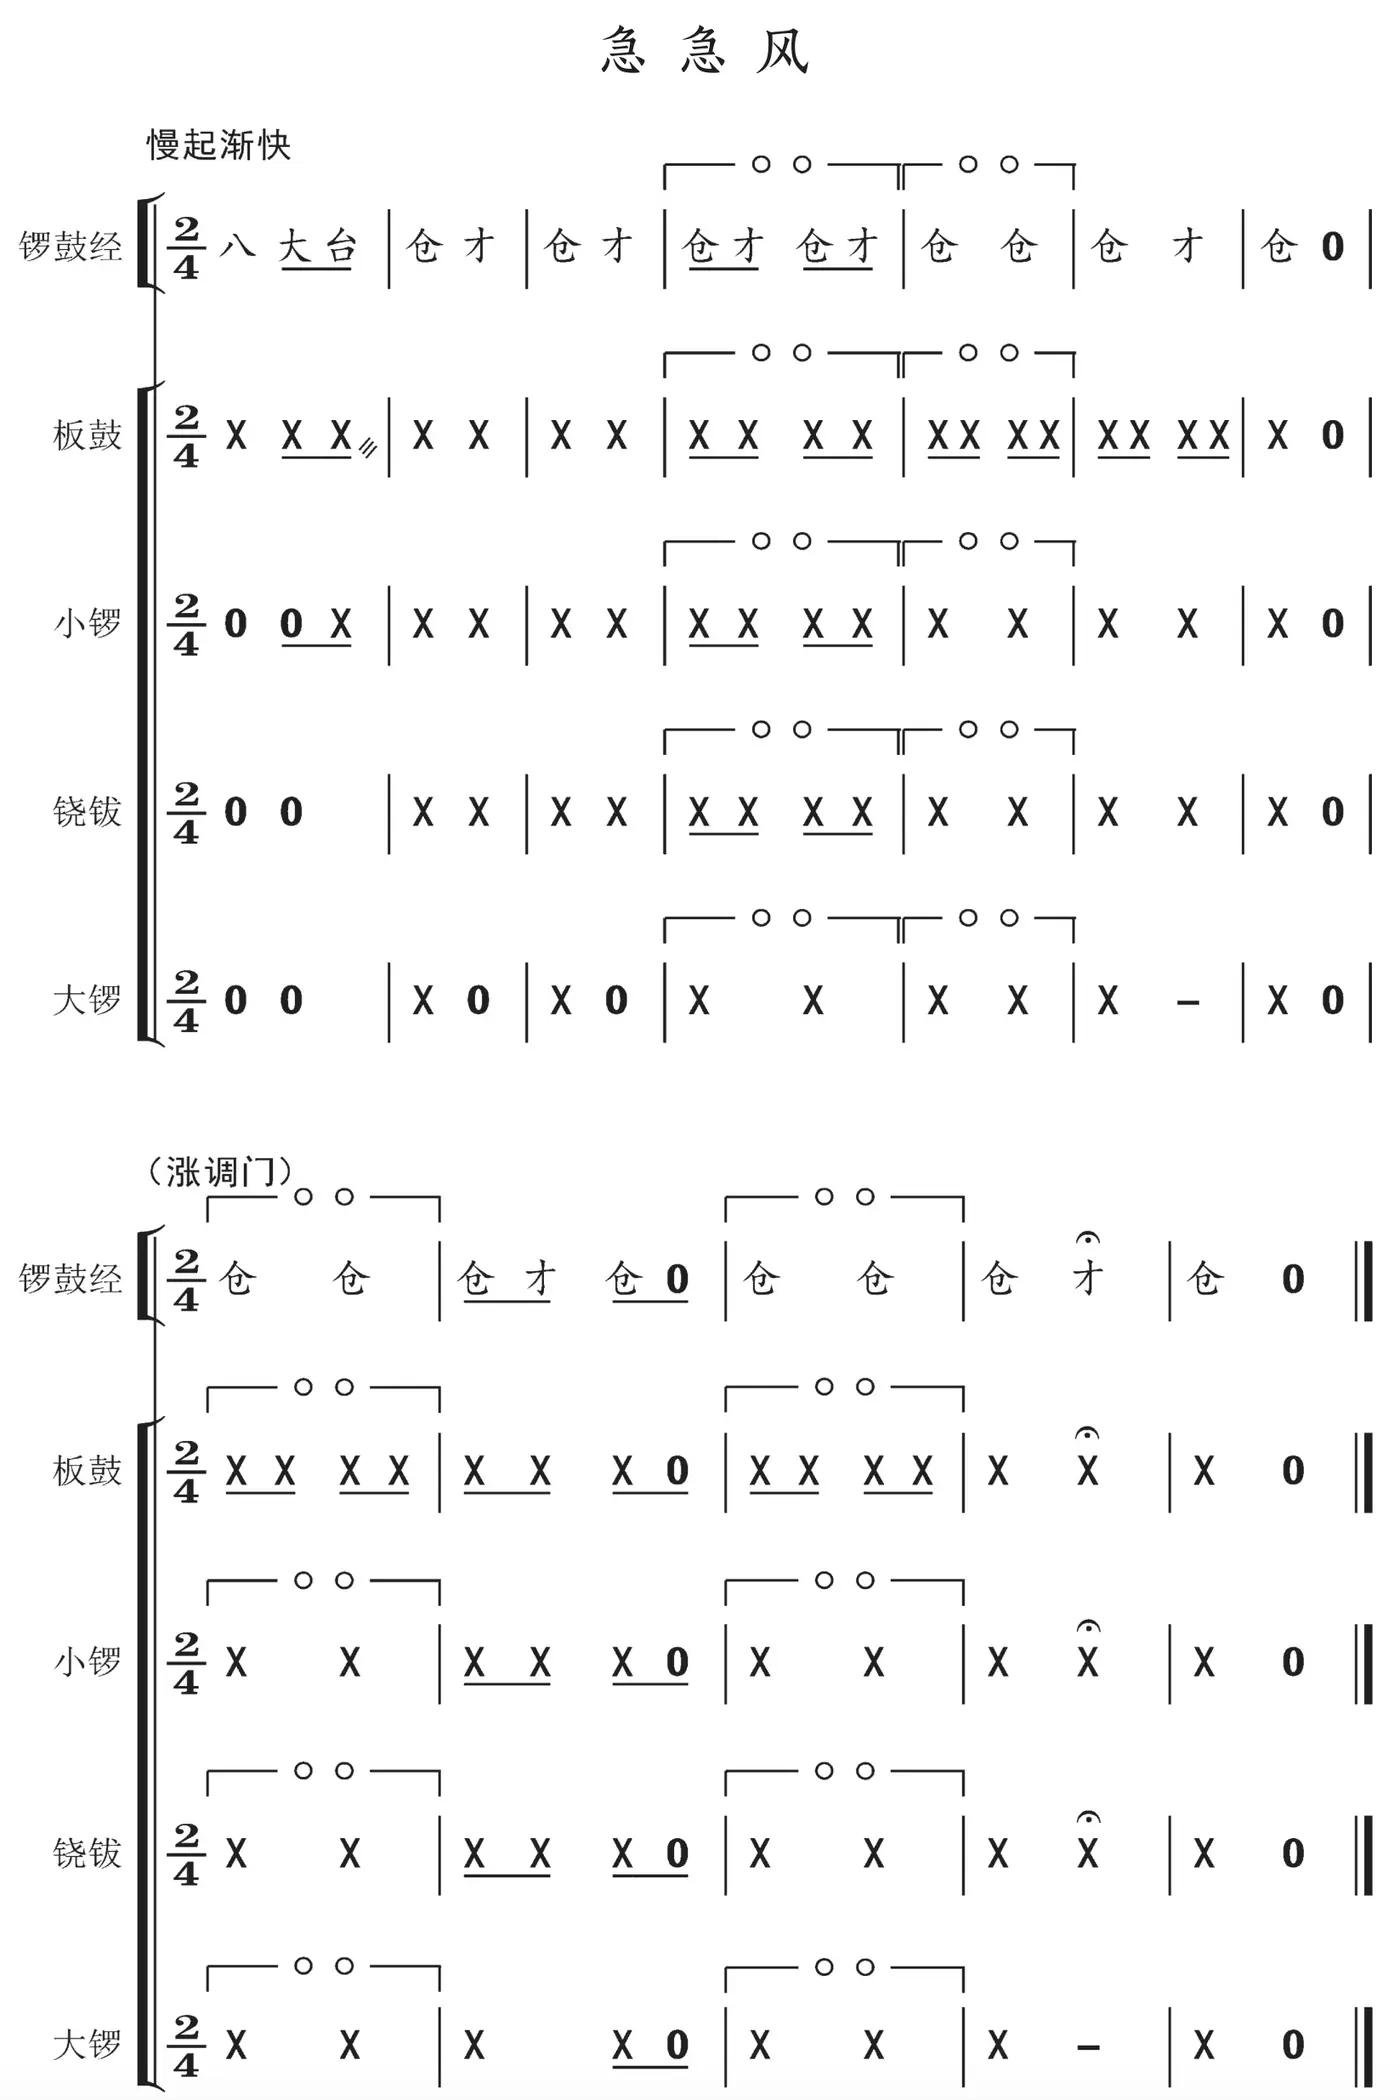 急急风
慢起渐快
锣鼓经 2/4 八 大台 | 仓 才 | 仓 才 | 仓才 仓才 | 仓 仓 | 仓 才 | 仓 0 |
板鼓 2/4 X X X | X X | X X | X X X X | X X X X | X X X X | X 0 |
小锣 2/4 0 0 X | X X | X X | X X X X | X X | X X | X 0 |
铙钹 2/4 0 0 | X X | X X | X X X X | X X | X X | X 0 |
大锣 2/4 0 0 | X 0 | X 0 | X X | X X | X – | X 0 |
（涨调门）
锣鼓经 2/4 仓 仓 | 仓 才 仓 0 | 仓 仓 | 仓 才 | 仓 0 ‖
板鼓 2/4 X X X X | X X X 0 | X X X X | X X | X 0 ‖
小锣 2/4 X X | X X X 0 | X X | X X | X 0 ‖
铙钹 2/4 X X | X X X 0 | X X | X X | X 0 ‖
大锣 2/4 X X | X X 0 | X X | X – | X 0 ‖